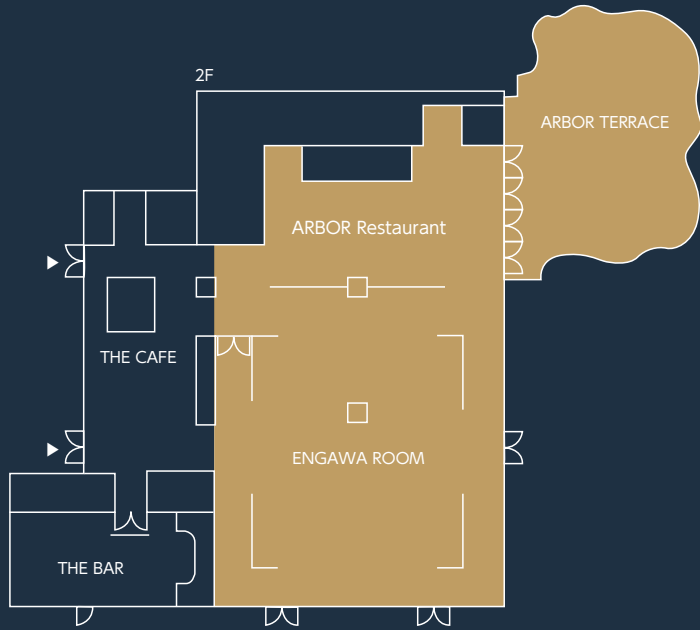 2F
ARBOR TERRACE
ARBOR Restaurant
THE CAFE
ENGAWA ROOM
THE BAR